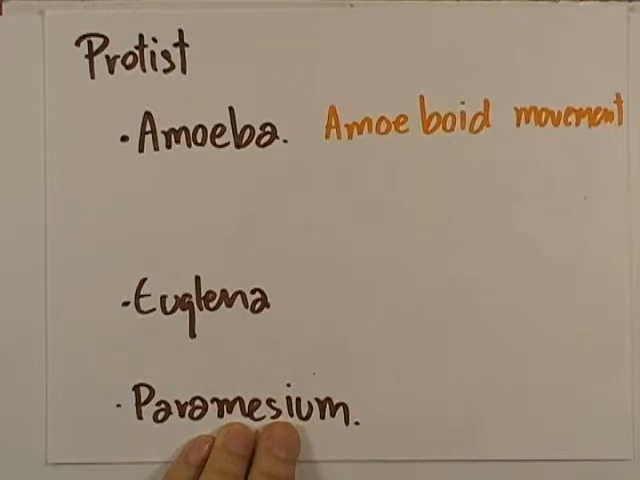 Protist
·Amoeba. Amoeboid movement
·Euglena
·Paramesium.